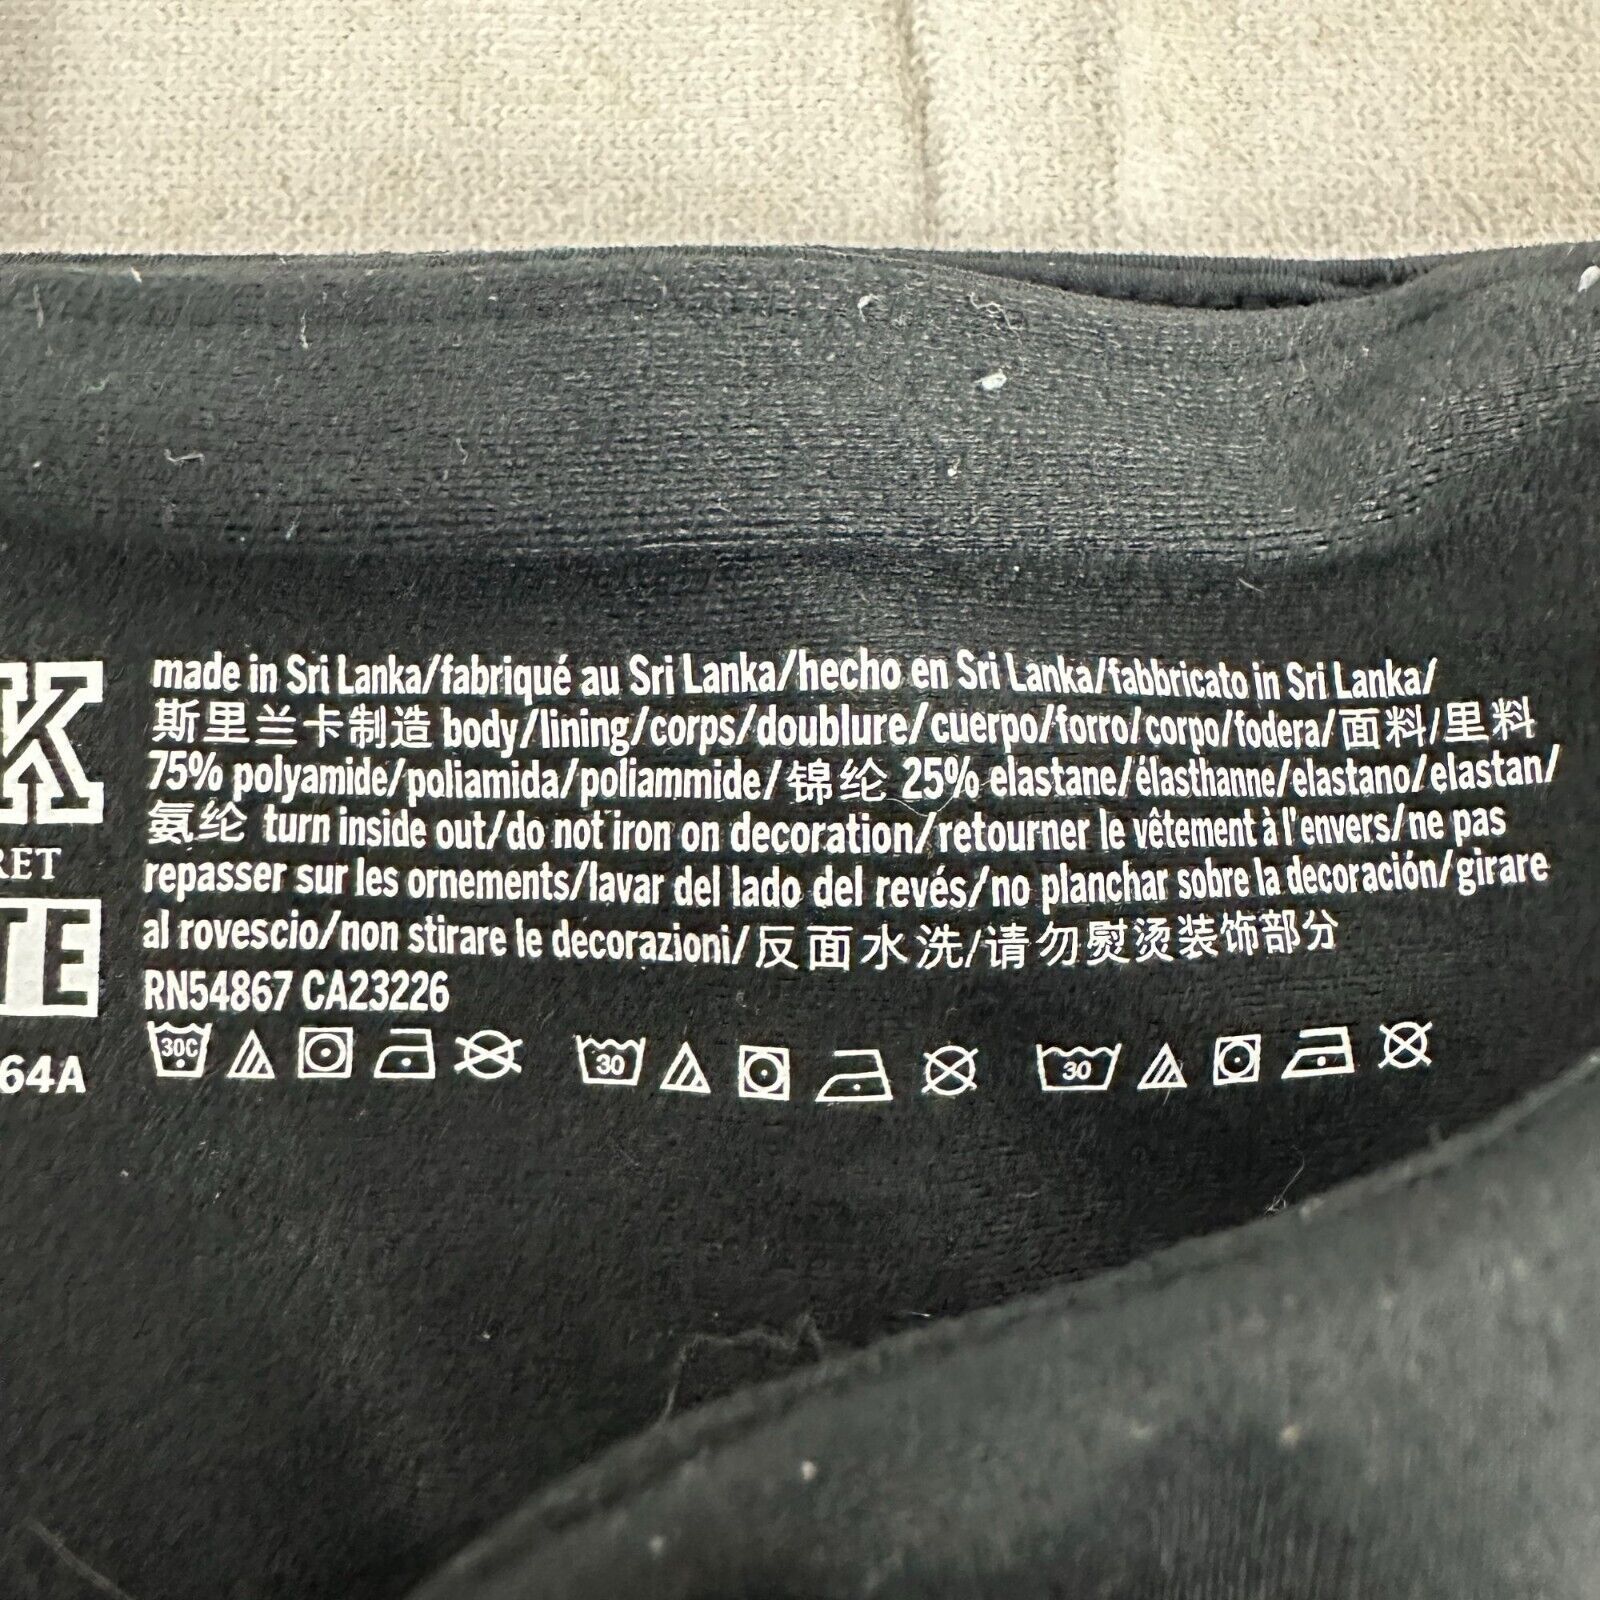 K
RET
TE
64A
made in Sri Lanka/fabriqué au Sri Lanka/hecho en Sri Lanka/fabbricato in Sri Lanka/
斯里兰卡制造 body/lining/corps/doublure/cuerpo/forro/corpo/fodera/面料/里料
75% polyamide/poliamida/poliammide/锦纶 25% elastane/élasthanne/elastano/elastan/
氨纶 turn inside out/do not iron on decoration/retourner le vêtement à l'envers/ne pas
repasser sur les ornements/lavar del lado del revés/no planchar sobre la decoración/girare
al rovescio/non stirare le decorazioni/反面水洗/请勿熨烫装饰部分
RN54867 CA23226
30C 30 30